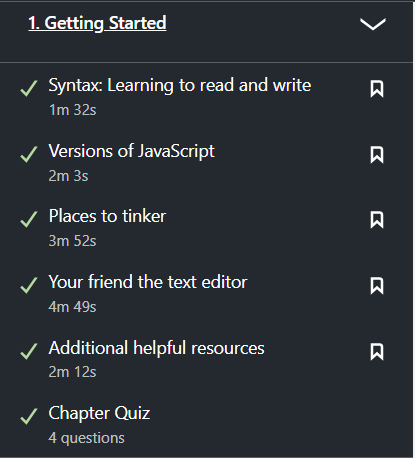 1. Getting Started
Syntax: Learning to read and write
1m 32s
Versions of JavaScript
2m 3s
Places to tinker
3m 52s
Your friend the text editor
4m 49s
Additional helpful resources
2m 12s
Chapter Quiz
4 questions